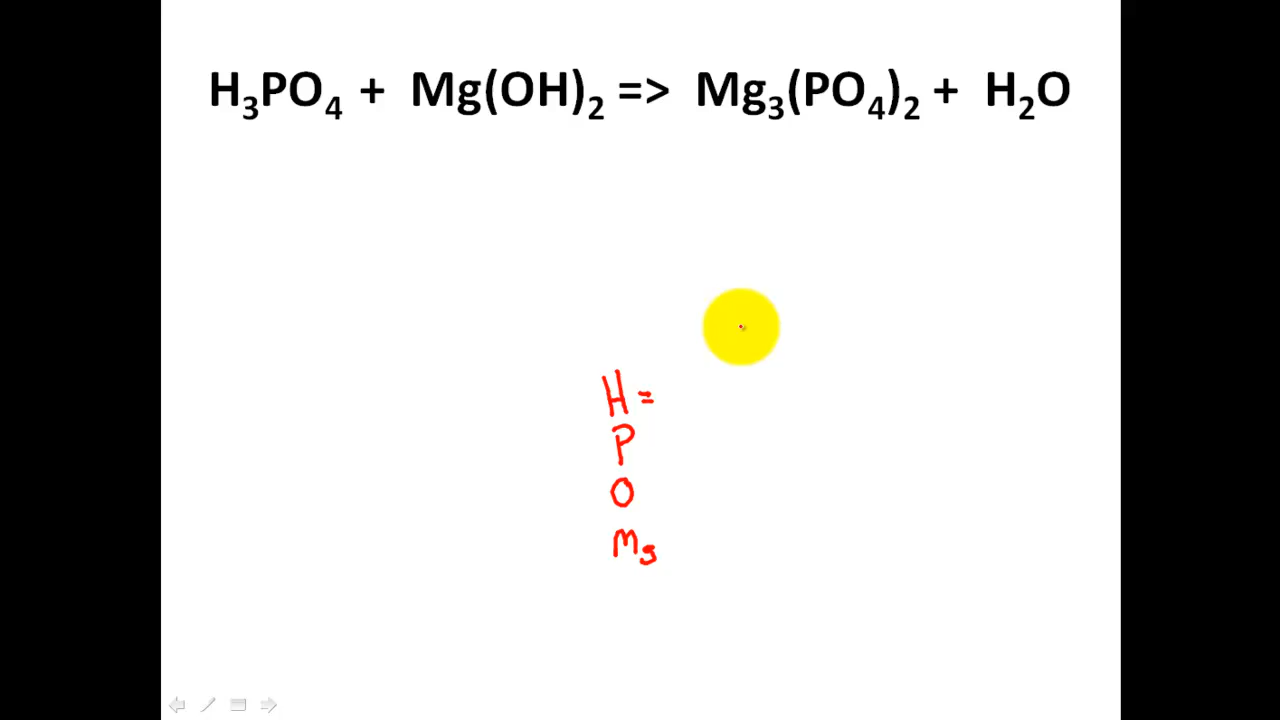 H₃PO₄ + Mg(OH)₂ => Mg₃(PO₄)₂ + H₂O
H =
P
O
Mg